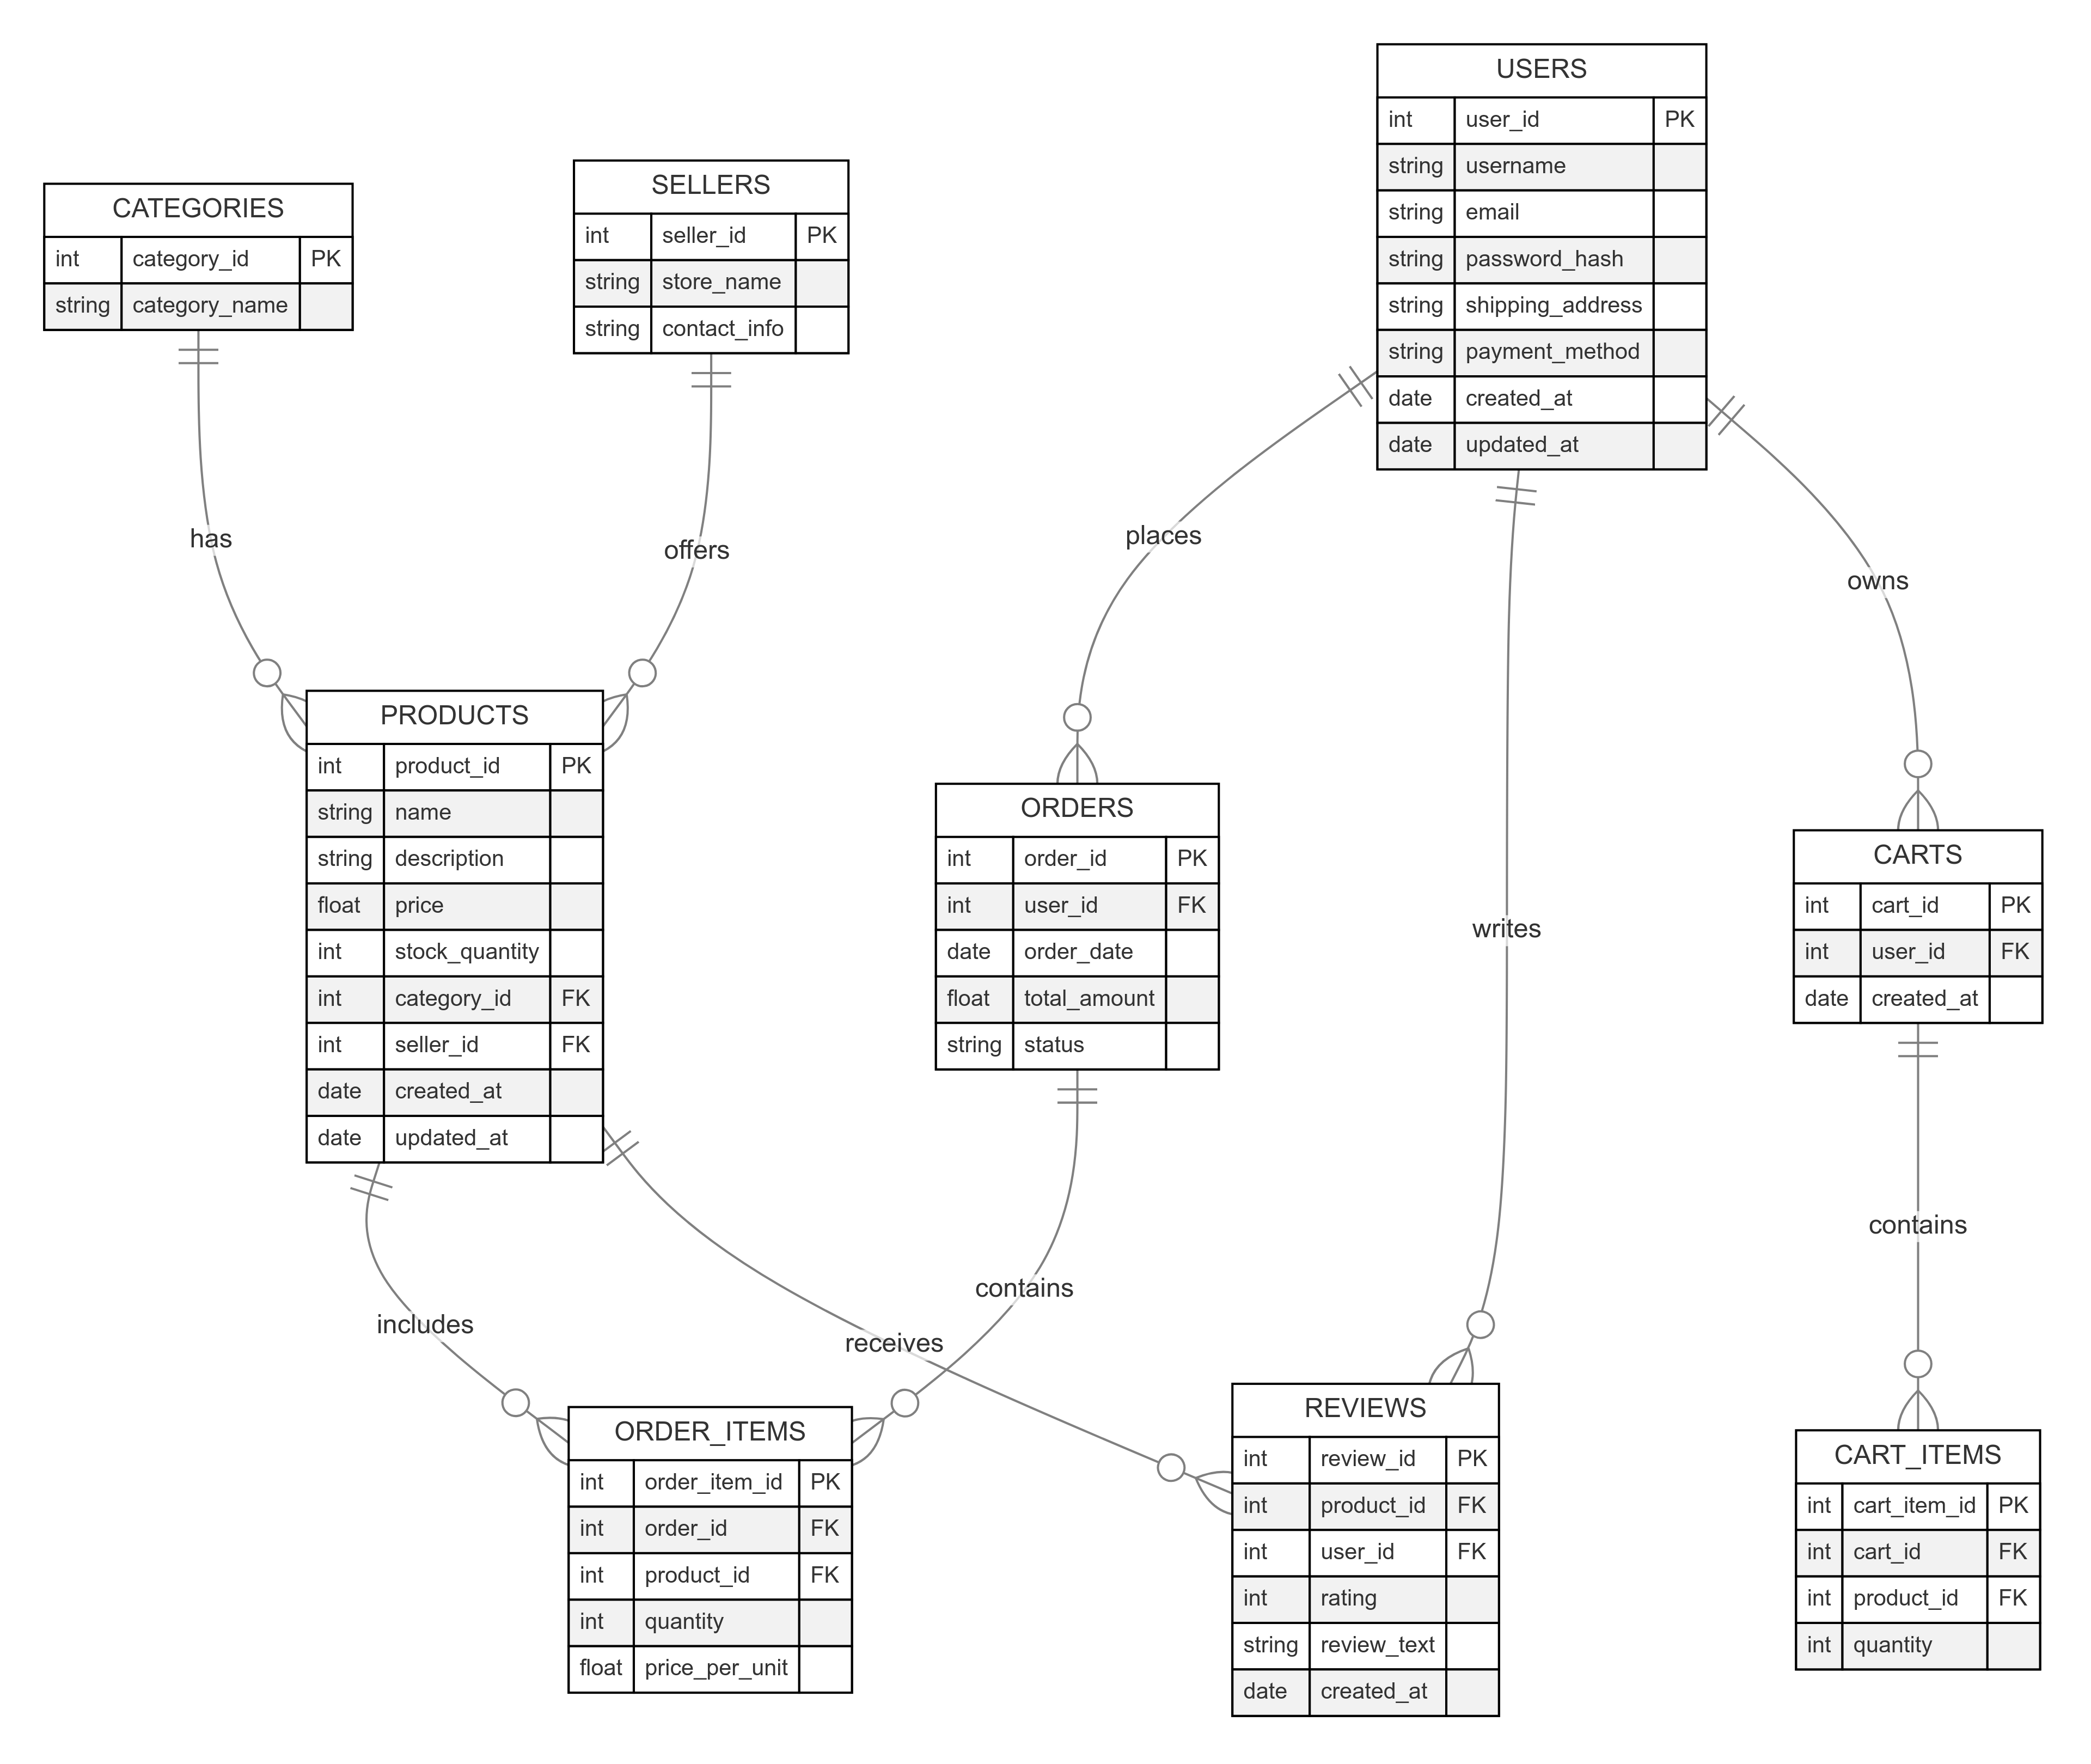 USERS
int user_id PK
string username
string email
string password_hash
string shipping_address
string payment_method
date created_at
date updated_at
SELLERS
int seller_id PK
string store_name
string contact_info
CATEGORIES
int category_id PK
string category_name
has
offers
places
owns
PRODUCTS
int product_id PK
string name
string description
float price
int stock_quantity
int category_id FK
int seller_id FK
date created_at
date updated_at
ORDERS
int order_id PK
int user_id FK
date order_date
float total_amount
string status
writes
CARTS
int cart_id PK
int user_id FK
date created_at
includes
receives
contains
contains
ORDER_ITEMS
int order_item_id PK
int order_id FK
int product_id FK
int quantity
float price_per_unit
REVIEWS
int review_id PK
int product_id FK
int user_id FK
int rating
string review_text
date created_at
CART_ITEMS
int cart_item_id PK
int cart_id FK
int product_id FK
int quantity